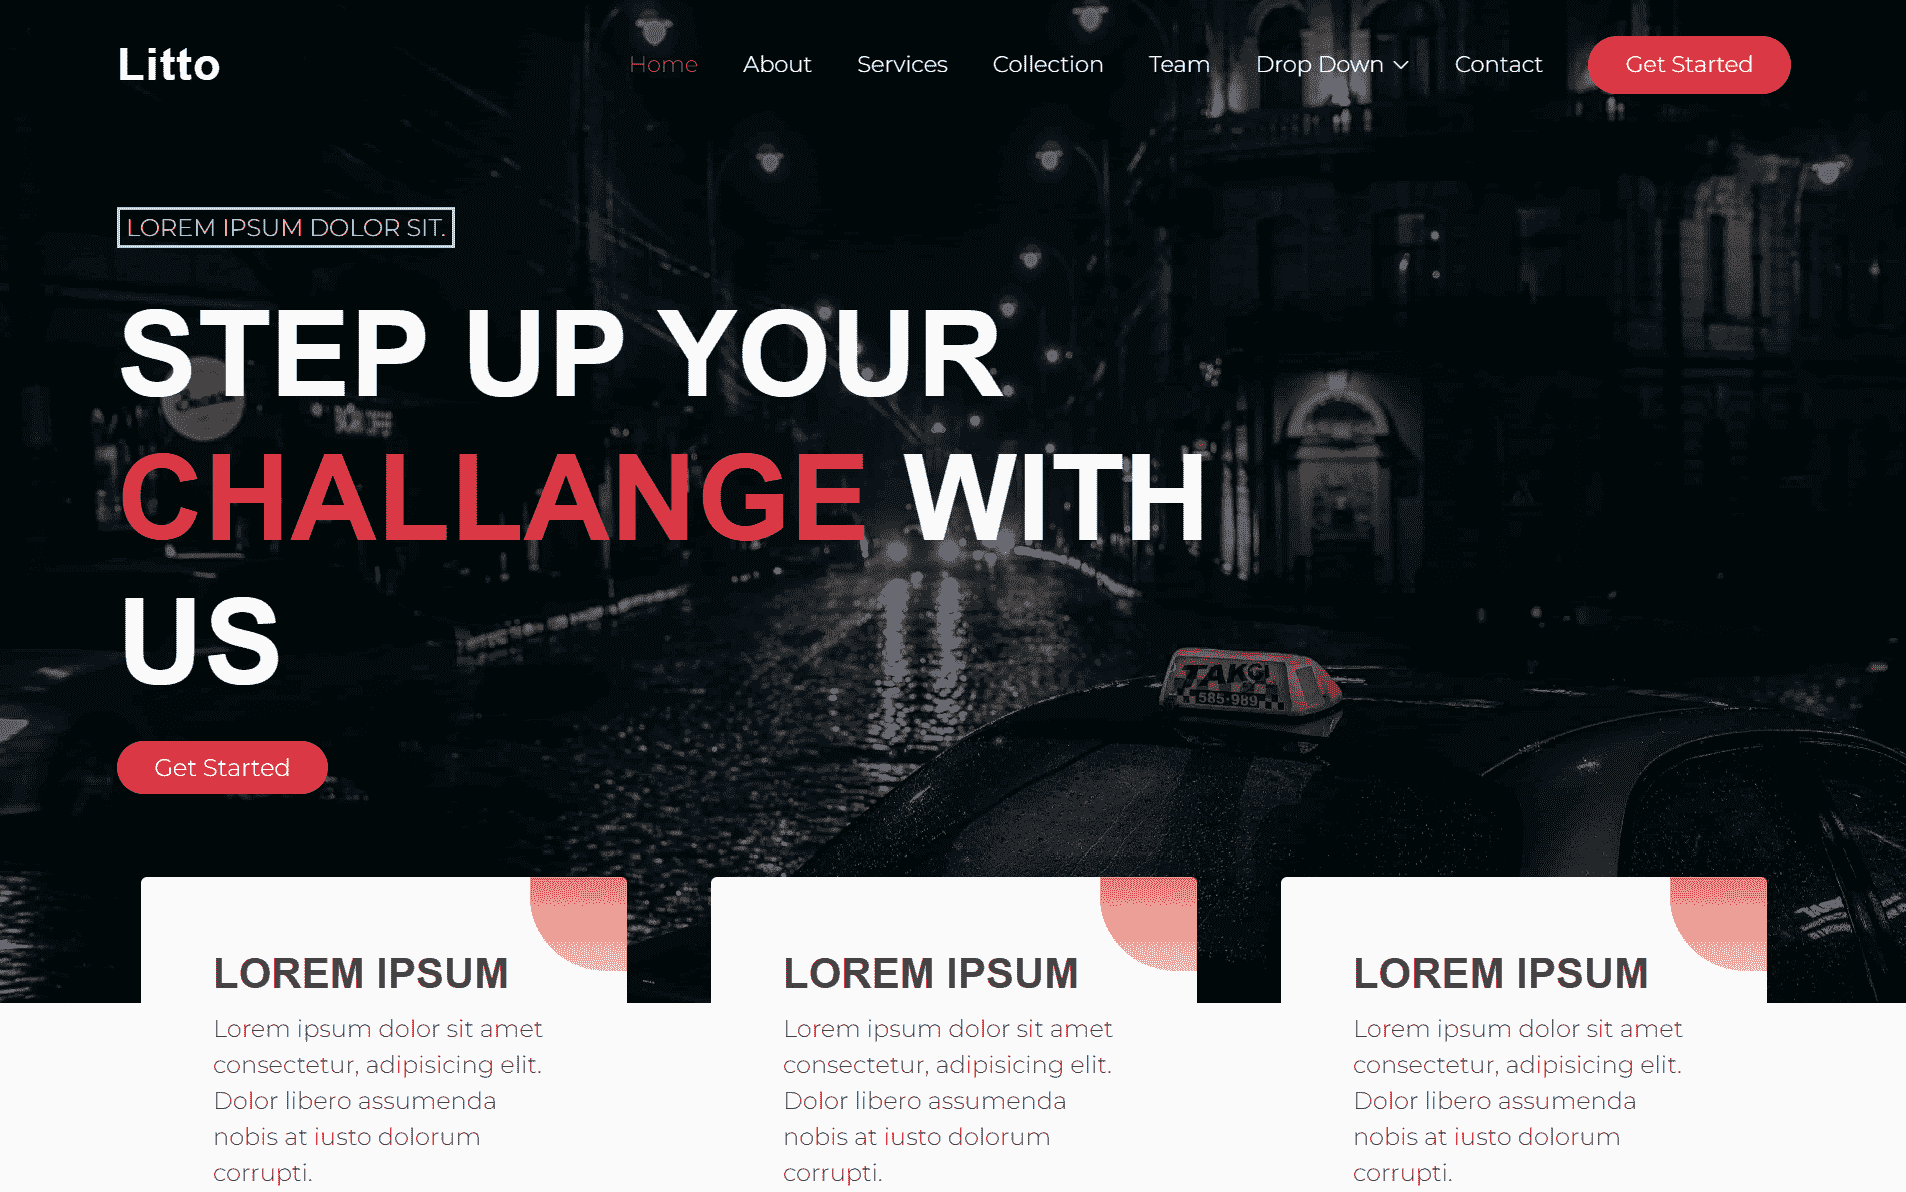 Litto
Home About Services Collection Team Drop Down Contact Get Started
LOREM IPSUM DOLOR SIT.
STEP UP YOUR
CHALLANGE WITH
US
585-989
Get Started
LOREM IPSUM
Lorem ipsum dolor sit amet
consectetur, adipisicing elit.
Dolor libero assumenda
nobis at iusto dolorum
corrupti.
LOREM IPSUM
Lorem ipsum dolor sit amet
consectetur, adipisicing elit.
Dolor libero assumenda
nobis at iusto dolorum
corrupti.
LOREM IPSUM
Lorem ipsum dolor sit amet
consectetur, adipisicing elit.
Dolor libero assumenda
nobis at iusto dolorum
corrupti.